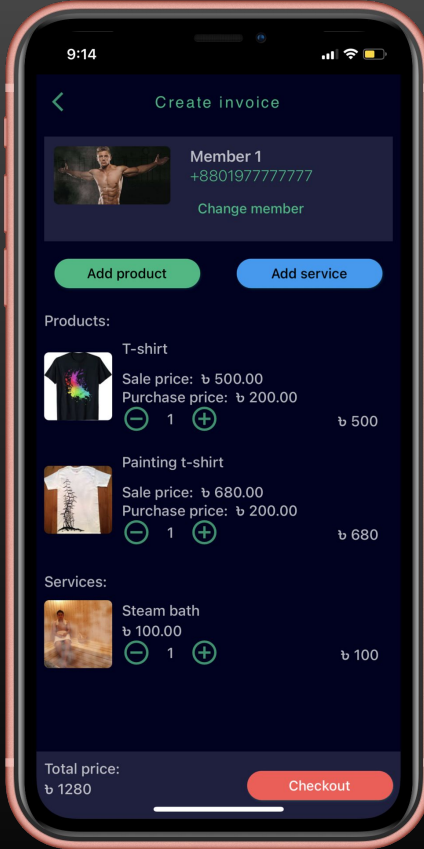 9:14
Create invoice
Member 1
+8801977777777
Change member
Add product
Add service
Products:
T-shirt
Sale price: ৳ 500.00
Purchase price: ৳ 200.00
1
৳ 500
Painting t-shirt
Sale price: ৳ 680.00
Purchase price: ৳ 200.00
1
৳ 680
Services:
Steam bath
৳ 100.00
1
৳ 100
Total price:
৳ 1280
Checkout